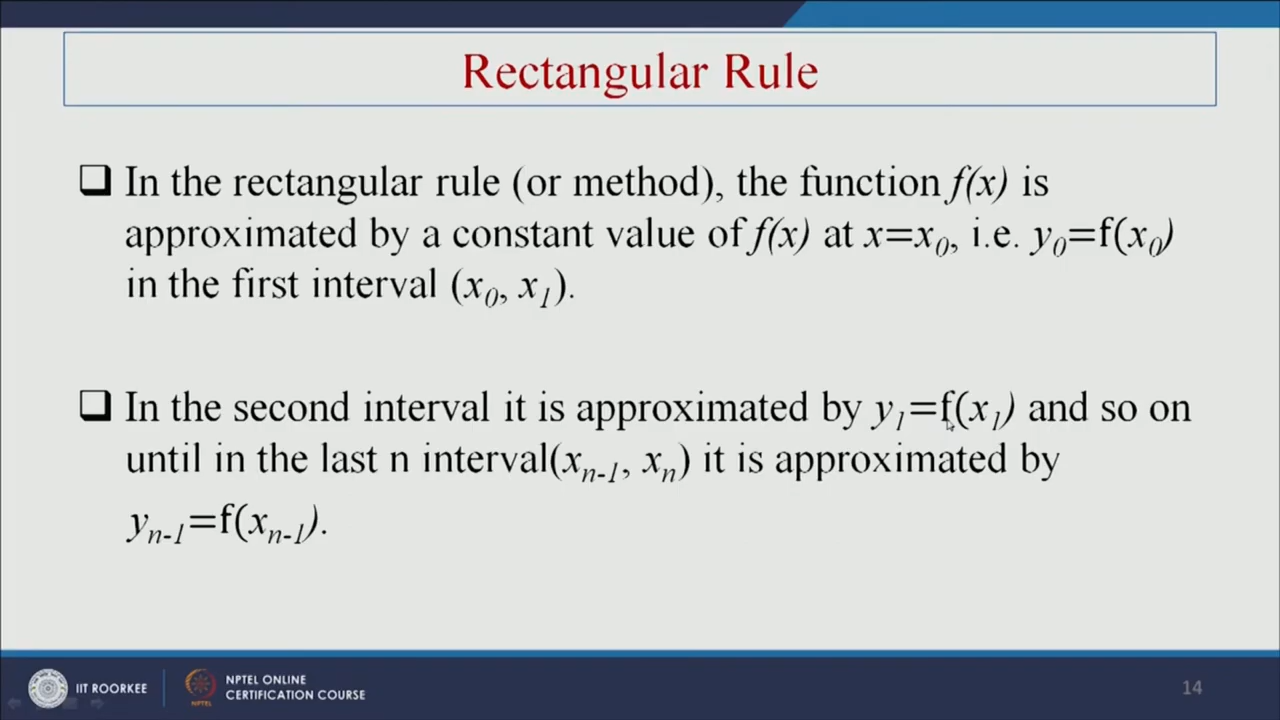 Rectangular Rule
❑ In the rectangular rule (or method), the function f(x) is
approximated by a constant value of f(x) at x=x₀, i.e. y₀=f(x₀)
in the first interval (x₀, x₁).
❑ In the second interval it is approximated by y₁=f(x₁) and so on
until in the last n interval(xₙ₋₁, xₙ) it is approximated by
yₙ₋₁=f(xₙ₋₁).
IIT ROORKEE
NPTEL
NPTEL ONLINE
CERTIFICATION COURSE
14